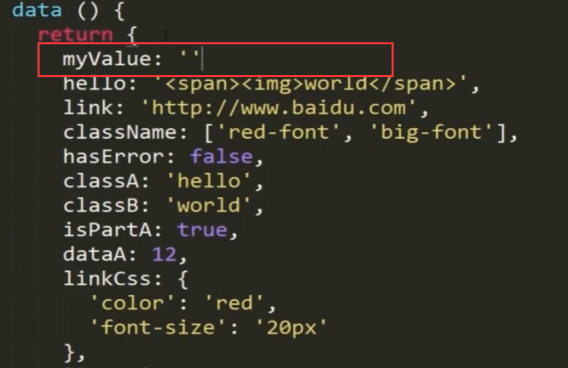 data () {
return {
myValue: ''
hello: '<span><img>world</span>',
link: 'http://www.baidu.com',
className: ['red-font', 'big-font'],
hasError: false,
classA: 'hello',
classB: 'world',
isPartA: true,
dataA: 12,
linkCss: {
'color': 'red',
'font-size': '20px'
},